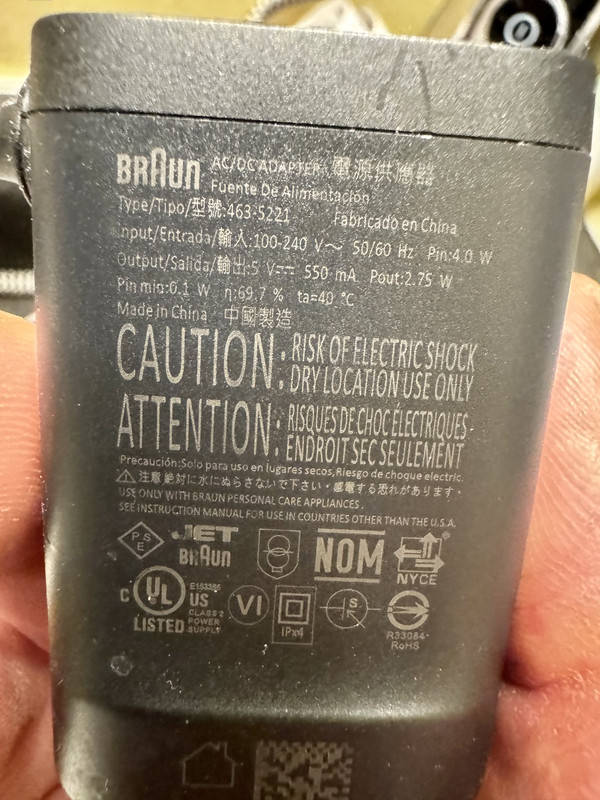 BRAUN AC/DC ADAPTER 電源供應器
Fuente De Alimentación
Type/Tipo/型號:463-5221 Fabricado en China
Input/Entrada/輸入:100-240 V～ 50/60 Hz Pin:4.0 W
Output/Salida/輸出:5 V⎓ 550 mA Pout:2.75 W
Pin min:0.1 W η:69.7 % ta=40 °C
Made in China 中國製造
CAUTION: RISK OF ELECTRIC SHOCK
DRY LOCATION USE ONLY
ATTENTION: RISQUES DE CHOC ÉLECTRIQUES-
ENDROIT SEC SEULEMENT
Precaución:Solo para uso en lugares secos,Riesgo de choque electric.
⚠注意絶対に水にぬらさないで下さい・感電する恐れがあります・
USE ONLY WITH BRAUN PERSONAL CARE APPLIANCES .
SEE INSTRUCTION MANUAL FOR USE IN COUNTRIES OTHER THAN THE U.S.A.
PSE JET NOM
BRAUN NYCE
C UL US E153386 CLASS 2 POWER SUPPLY VI S
LISTED IPX4 R33084-
RoHS